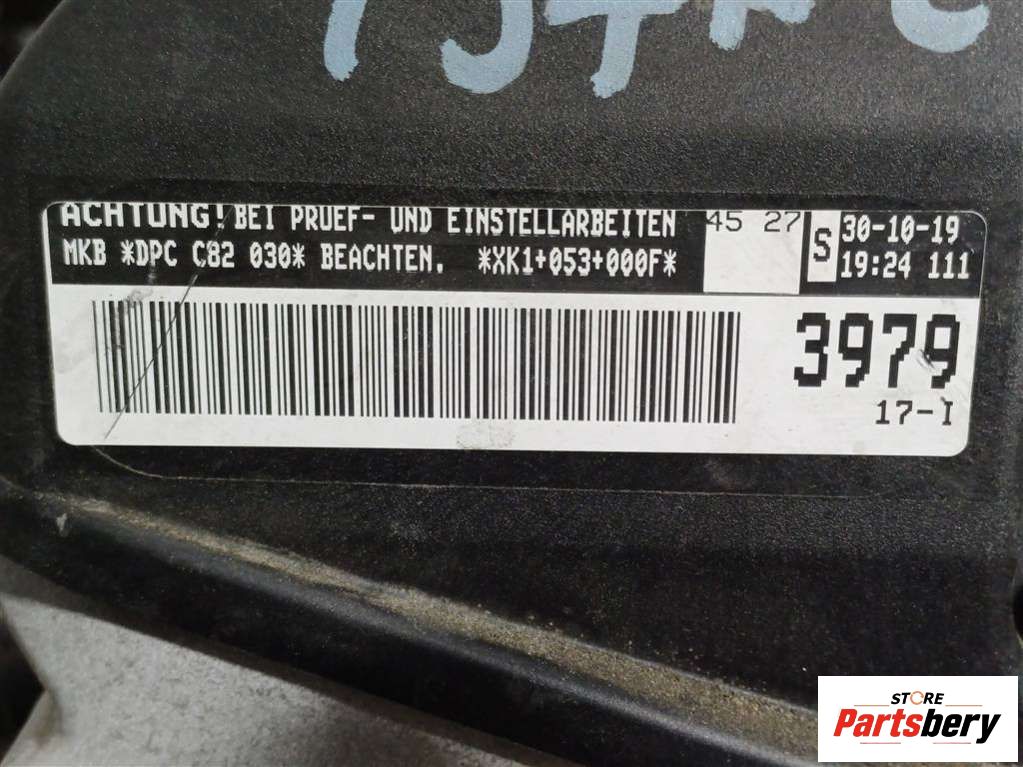 ACHTUNG! BEI PRUEF- UND EINSTELLARBEITEN 45 27 S 30-10-19
MKB *DPC C82 030* BEACHTEN. *XK1+053+000F* 19:24 111
3979
17-I
STORE
Partsbery